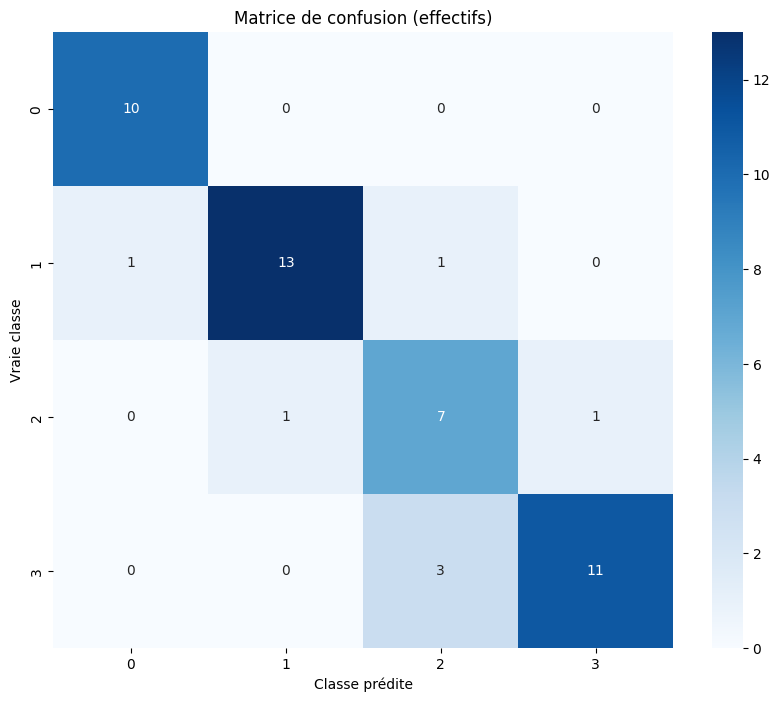 Matrice de confusion (effectifs)
0 10 0 0 0
1 1 13 1 0
2 0 1 7 1
3 0 0 3 11
0 1 2 3
Classe prédite
Vraie classe
12
10
8
6
4
2
0